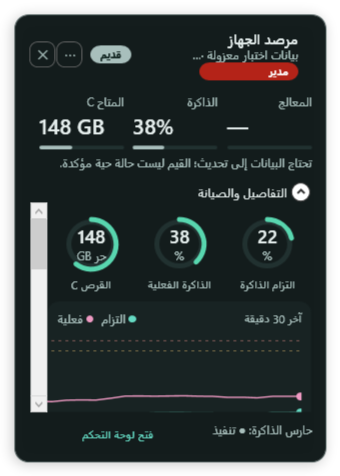 مرصد الجهاز
بيانات اختبار معزولة ·...
قديم
مدير
المعالج
الذاكرة
المتاح C
—
38%
148 GB
تحتاج البيانات إلى تحديث؛ القيم ليست حالة حية مؤكدة.
التفاصيل والصيانة
22
%
38
%
148
GB حر
التزام الذاكرة
الذاكرة الفعلية
القرص C
آخر 30 دقيقة
التزام
فعلية
حارس الذاكرة: ● تنفيذ
فتح لوحة التحكم